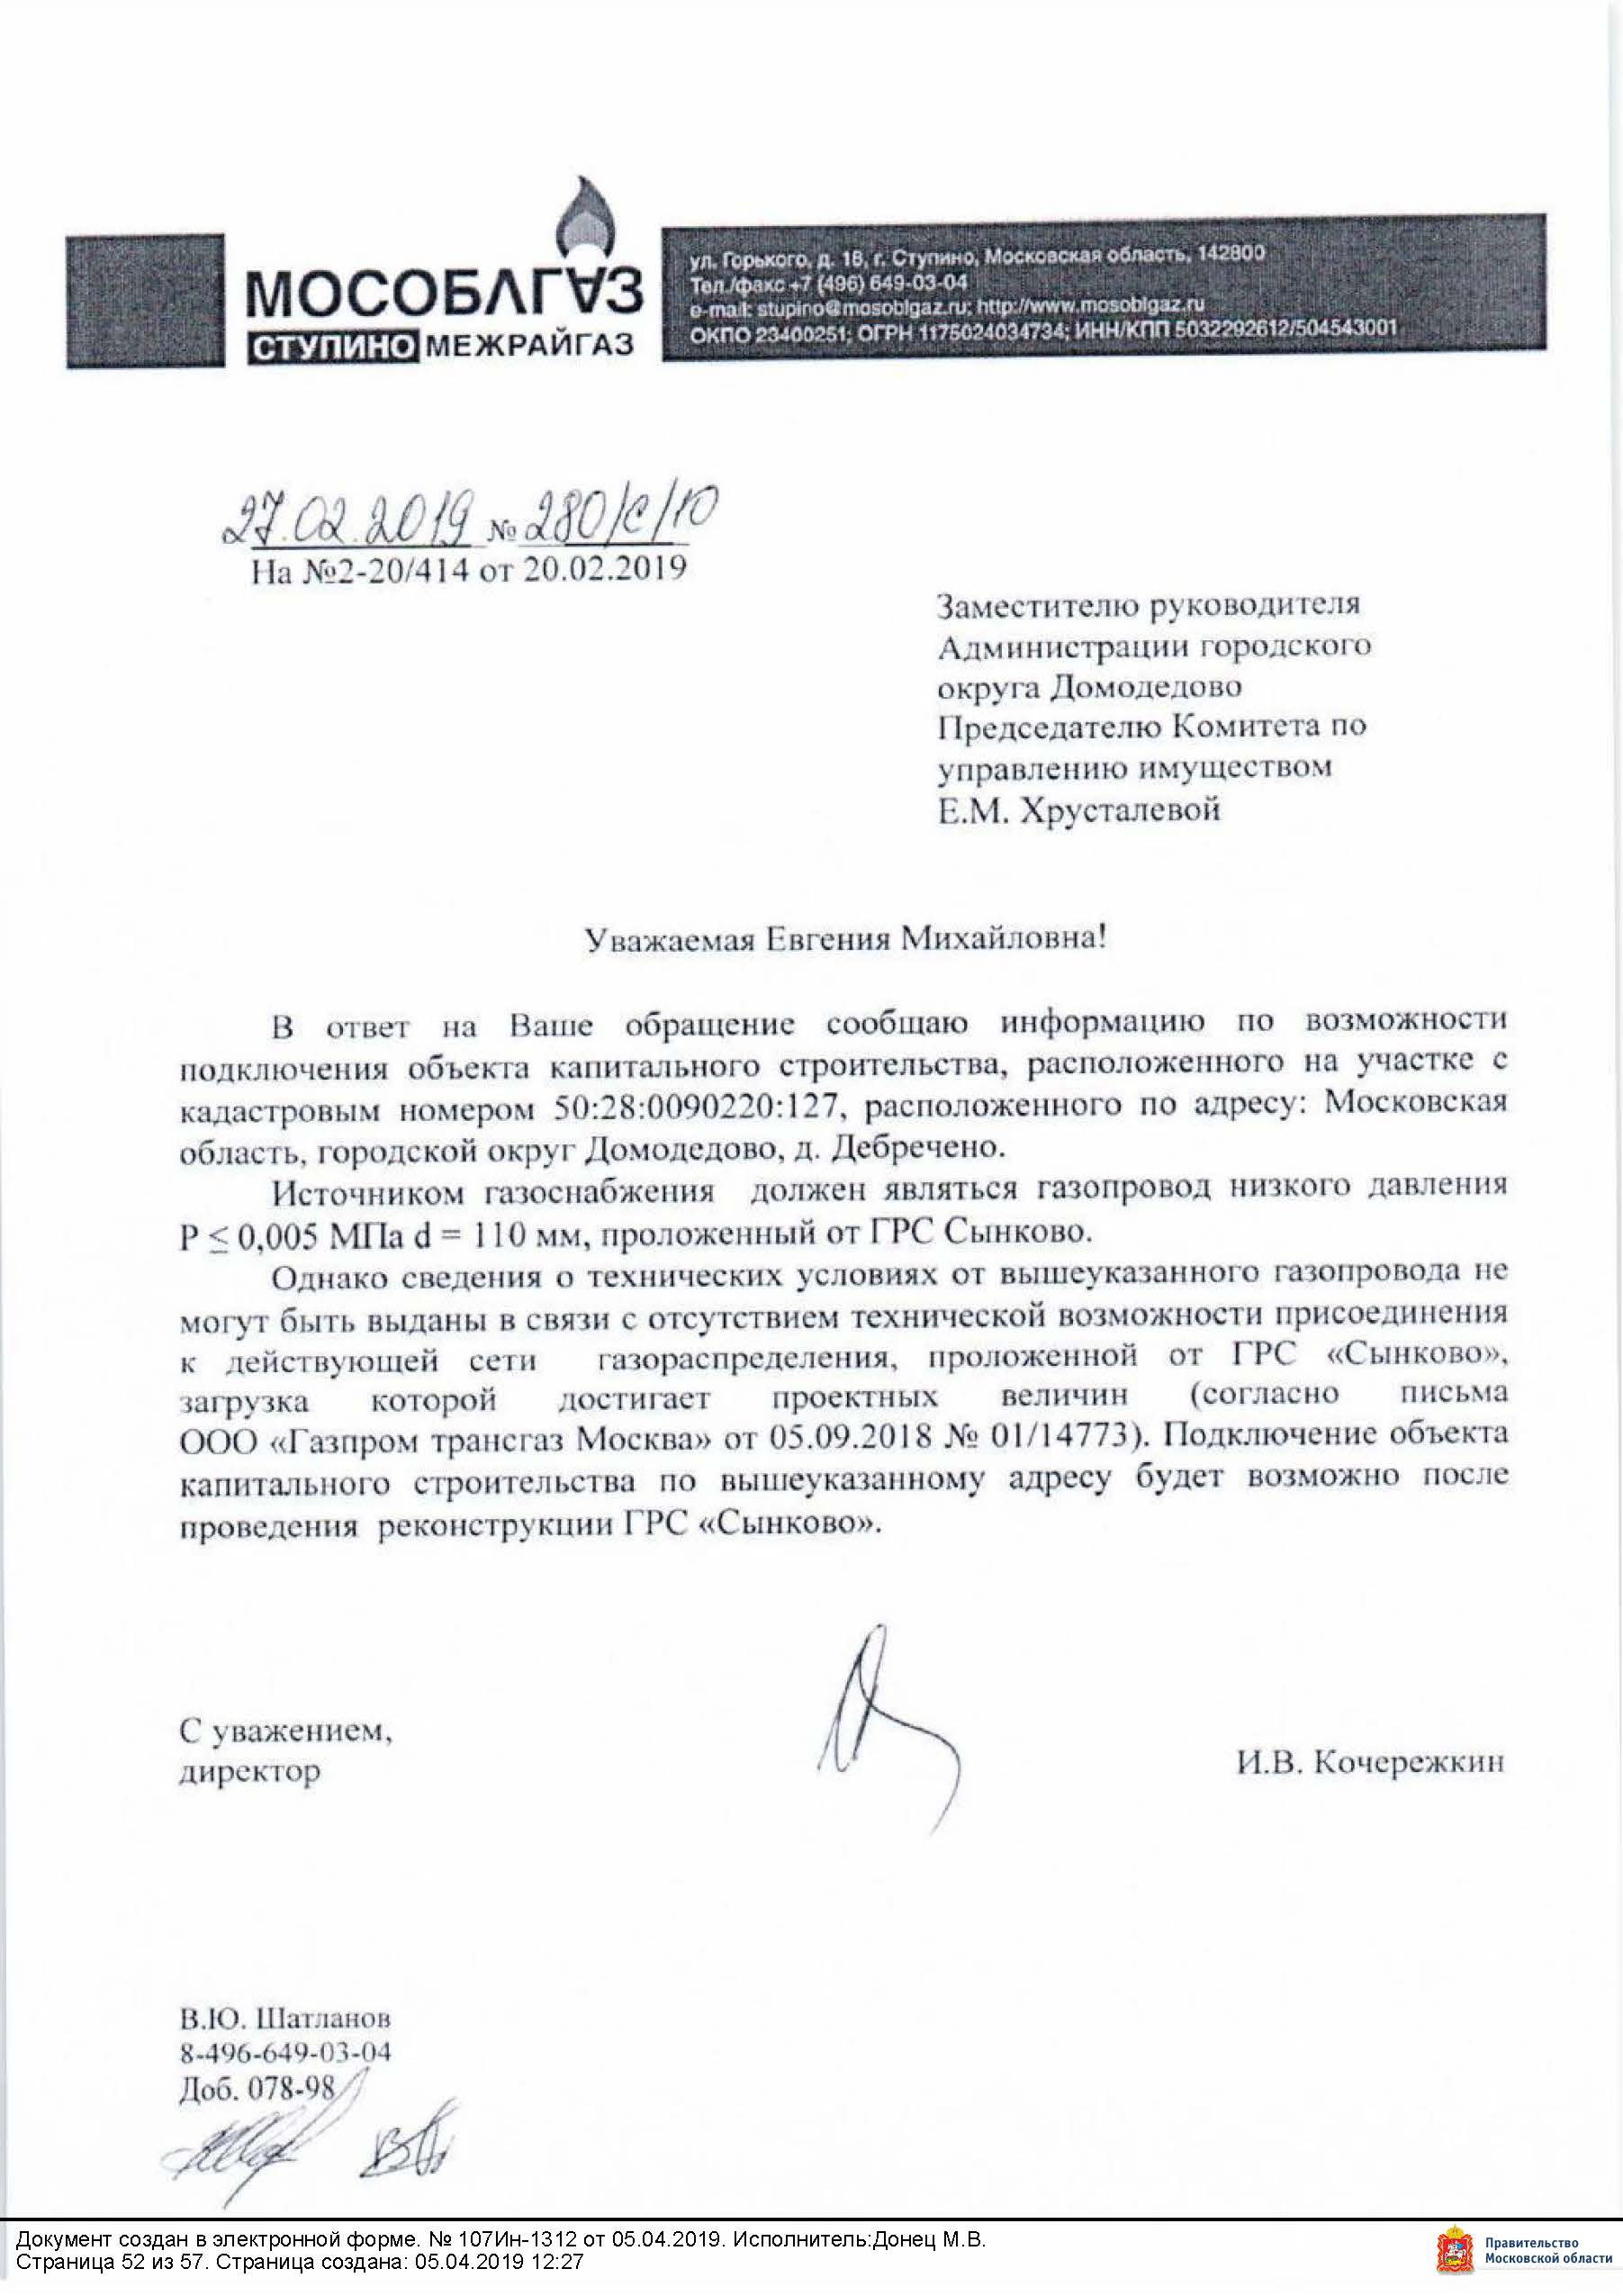 МОСОБЛГАЗ
СТУПИНО МЕЖРАЙГАЗ
ул. Горького, д. 18, г. Ступино, Московская область, 142800
Тел./факс +7 (496) 649-03-04
e-mail: stupino@mosoblgaz.ru; http://www.mosoblgaz.ru
ОКПО 23400251; ОГРН 1175024034734; ИНН/КПП 5032292612/504543001
27.02.2019 № 280/с/10
На №2-20/414 от 20.02.2019
Заместителю руководителя
Администрации городского
округа Домодедово
Председателю Комитета по
управлению имуществом
Е.М. Хрусталевой
Уважаемая Евгения Михайловна!
В ответ на Ваше обращение сообщаю информацию по возможности
подключения объекта капитального строительства, расположенного на участке с
кадастровым номером 50:28:0090220:127, расположенного по адресу: Московская
область, городской округ Домодедово, д. Дебречено.
Источником газоснабжения должен являться газопровод низкого давления
P ≤ 0,005 МПа d = 110 мм, проложенный от ГРС Сынково.
Однако сведения о технических условиях от вышеуказанного газопровода не
могут быть выданы в связи с отсутствием технической возможности присоединения
к действующей сети газораспределения, проложенной от ГРС «Сынково»,
загрузка которой достигает проектных величин (согласно письма
ООО «Газпром трансгаз Москва» от 05.09.2018 № 01/14773). Подключение объекта
капитального строительства по вышеуказанному адресу будет возможно после
проведения реконструкции ГРС «Сынково».
С уважением,
директор
И.В. Кочережкин
В.Ю. Шатланов
8-496-649-03-04
Доб. 078-98
Документ создан в электронной форме. № 107Ин-1312 от 05.04.2019. Исполнитель:Донец М.В.
Страница 52 из 57. Страница создана: 05.04.2019 12:27
Правительство
Московской области